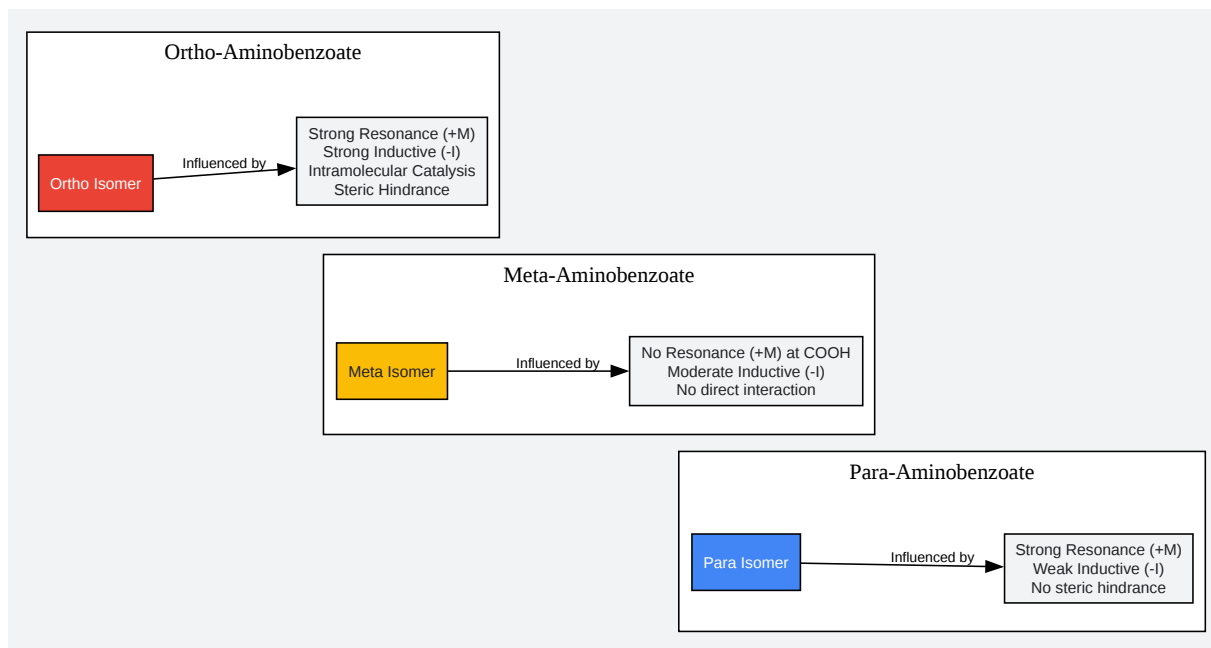 Ortho-Aminobenzoate
Ortho Isomer
Influenced by
Strong Resonance (+M)
Strong Inductive (-I)
Intramolecular Catalysis
Steric Hindrance
Meta-Aminobenzoate
Meta Isomer
Influenced by
No Resonance (+M) at COOH
Moderate Inductive (-I)
No direct interaction
Para-Aminobenzoate
Para Isomer
Influenced by
Strong Resonance (+M)
Weak Inductive (-I)
No steric hindrance